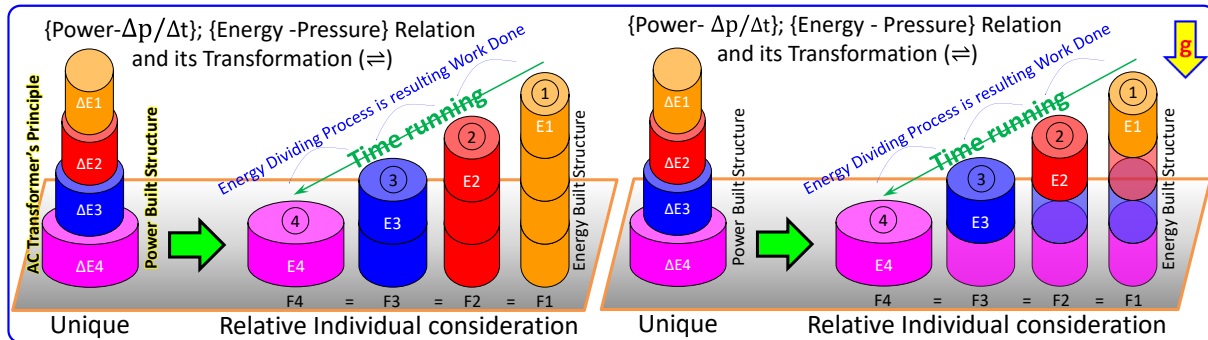 {Power-Δp/Δt}; {Energy -Pressure} Relation
and its Transformation (⇌)
AC Transformer's Principle
Power Built Structure
ΔE1
ΔE2
ΔE3
ΔE4
Energy Dividing Process is resulting Work Done
Time running
1
E1
2
E2
3
E3
4
E4
Energy Built Structure
F4 = F3 = F2 = F1
Unique
Relative Individual consideration
{Power- Δp/Δt}; {Energy - Pressure} Relation
and its Transformation (⇌)
g
ΔE1
ΔE2
ΔE3
ΔE4
Power Built Structure
Energy Dividing Process is resulting Work Done
Time running
1
E1
2
E2
3
E3
4
E4
Energy Built Structure
F4 = F3 = F2 = F1
Unique
Relative Individual consideration